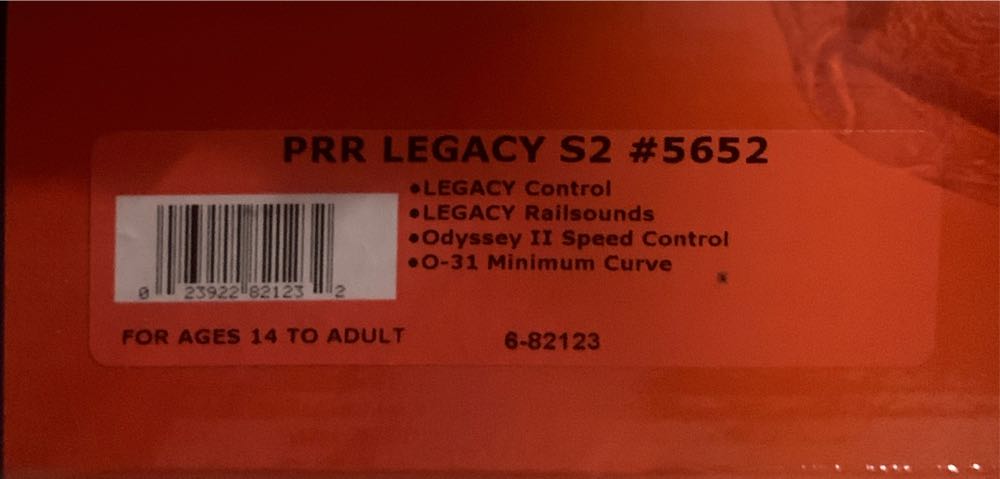 PRR LEGACY S2 #5652
•LEGACY Control
•LEGACY Railsounds
•Odyssey II Speed Control
•O-31 Minimum Curve
0 23922 82123 2
FOR AGES 14 TO ADULT
6-82123